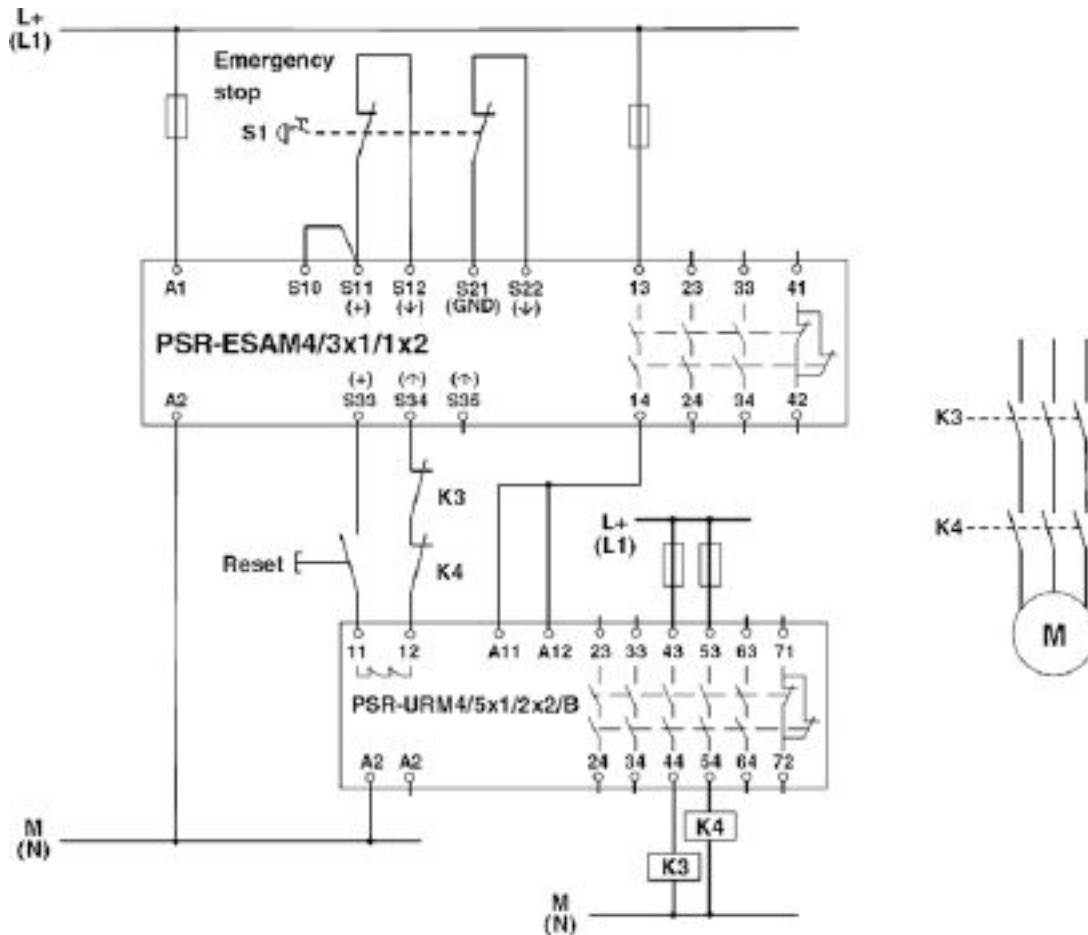 L+
(L1)
Emergency
stop
S1
A1 S10 S11 S12 S21 S22 13 23 33 41
(+) (↓) (GND) (↓)
PSR-ESAM4/3x1/1x2
(+) (↑) (↑)
A2 S33 S34 S35 14 24 34 42
K3
K3
K4
L+
(L1)
Reset
K4
M
11 12 A11 A12 23 33 43 53 63 71
PSR-URM4/5x1/2x2/B
A2 A2 24 34 44 54 64 72
M
(N)
K4
K3
M
(N)